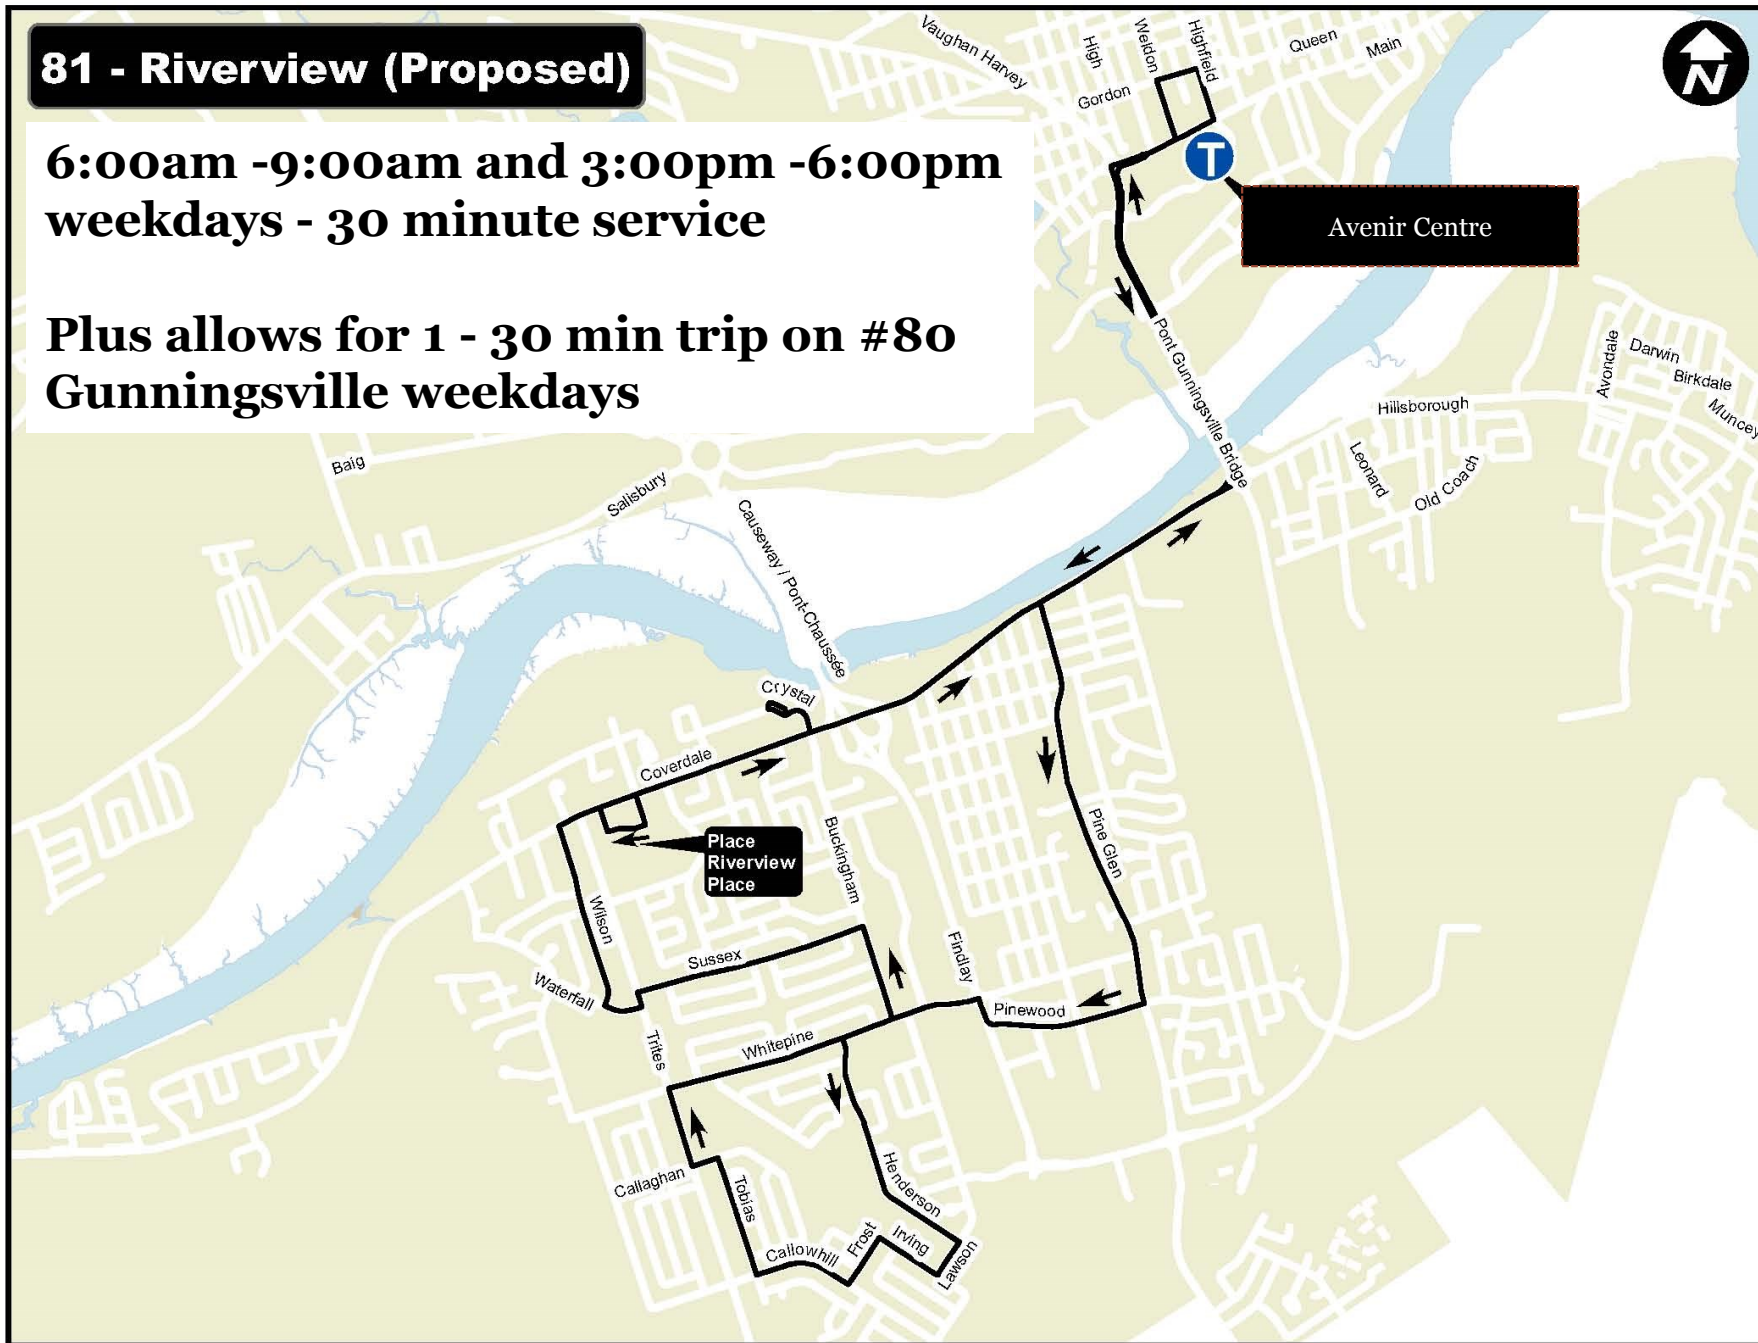 81 - Riverview (Proposed)
6:00am -9:00am and 3:00pm -6:00pm
weekdays - 30 minute service
Plus allows for 1 - 30 min trip on #80
Gunningsville weekdays
N
Vaughan Harvey
High
Weldon
Highfield
Queen
Main
Gordon
T
Avenir Centre
Pont Gunningsville Bridge
Avondale
Darwin
Birkdale
Muncey
Hillsborough
Leonard
Old Coach
Baig
Salisbury
Causeway / Pont-Chaussée
Crystal
Coverdale
Place
Riverview
Place
Buckingham
Pine Glen
Wilson
Sussex
Findlay
Waterfall
Pinewood
Trites
Whitepine
Callaghan
Tobias
Henderson
Frost
Irving
Callowhill
Lawson